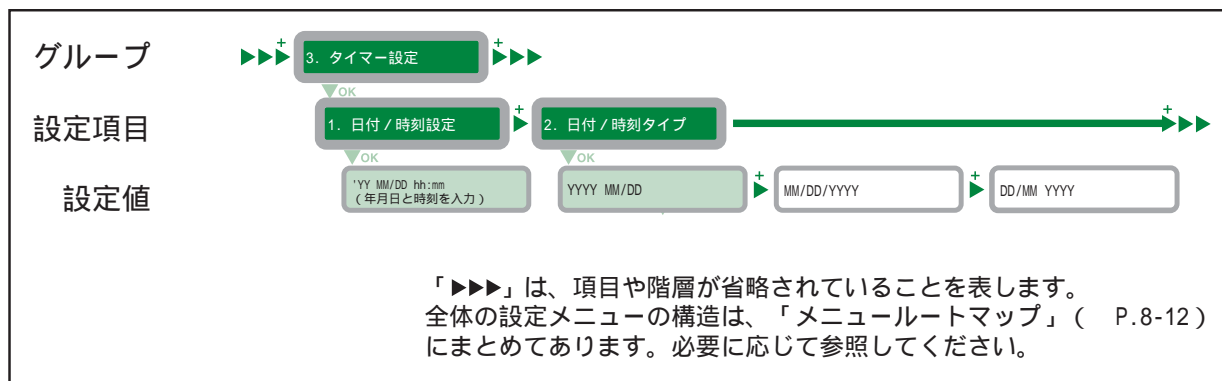 グループ
+
3. タイマー設定
+
OK
設定項目
1. 日付/時刻設定
+
2. 日付/時刻タイプ
+
OK
OK
設定値
'YY MM/DD hh:mm
(年月日と時刻を入力)
YYYY MM/DD
+
MM/DD/YYYY
+
DD/MM YYYY
「▶▶▶」は、項目や階層が省略されていることを表します。
全体の設定メニューの構造は、「メニュールートマップ」( P.8-12)
にまとめてあります。必要に応じて参照してください。